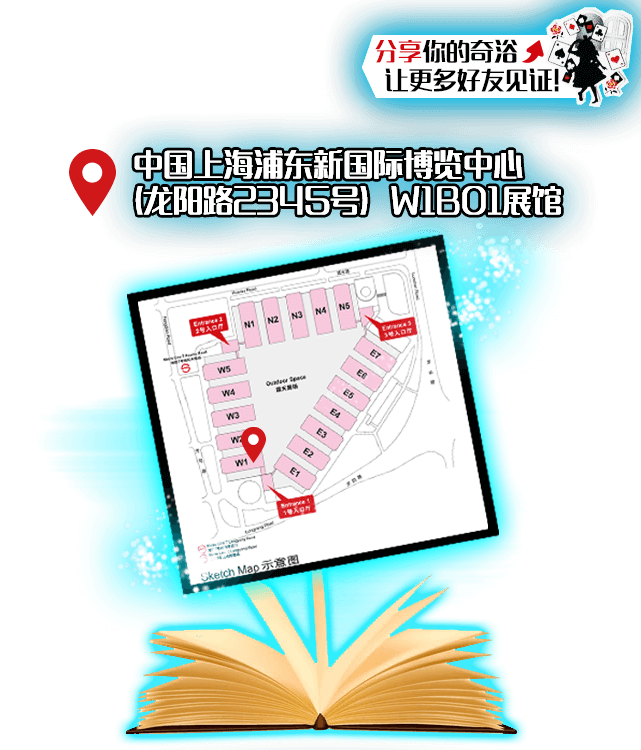 分享你的奇浴
让更多好友见证!
中国上海浦东新国际博览中心
(龙阳路2345号) W1B01展馆
N1
N2
N3
N4
N5
Entrance 2
2号入口厅
Entrance 3
3号入口厅
W5
W4
W3
W2
W1
Outdoor Space
E7
E6
E5
E4
E3
E2
E1
Entrance 1
1号入口厅
Sketch Map 示意图